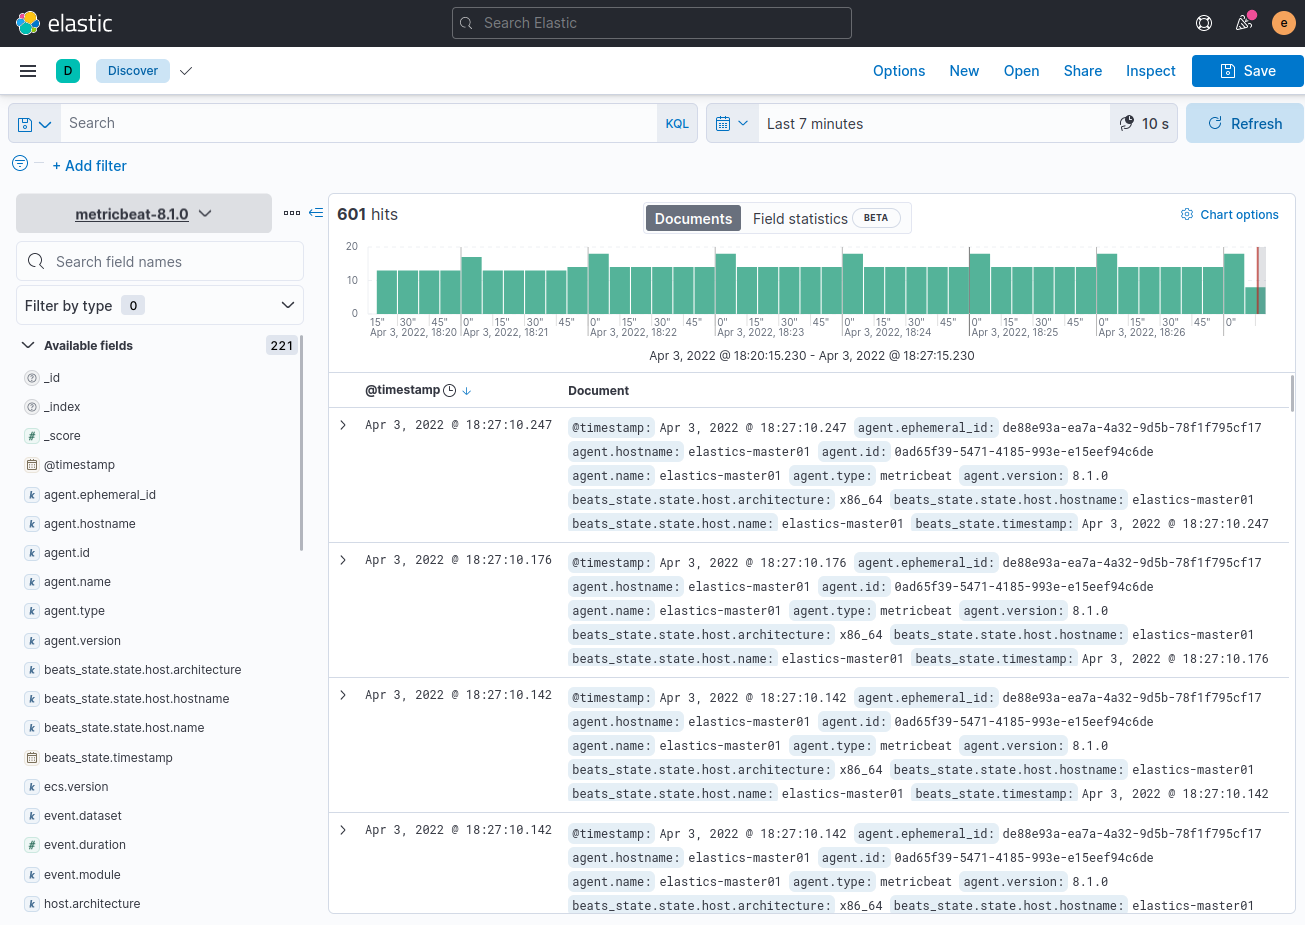 elastic
Search Elastic
e
D Discover
Options New Open Share Inspect Save
Search KQL
Last 7 minutes
10 s
Refresh
+ Add filter
metricbeat-8.1.0
Search field names
Filter by type 0
Available fields 221
_id
_index
# _score
@timestamp
k agent.ephemeral_id
k agent.hostname
k agent.id
k agent.name
k agent.type
k agent.version
k beats_state.state.host.architecture
k beats_state.state.host.hostname
k beats_state.state.host.name
beats_state.timestamp
k ecs.version
k event.dataset
# event.duration
k event.module
k host.architecture
601 hits
Documents Field statistics BETA
Chart options
20
10
0
15" 30" 45" 0" 15" 30" 45" 0" 15" 30" 45" 0" 15" 30" 45" 0" 15" 30" 45" 0" 15" 30" 45" 0" 15" 30" 45" 0"
Apr 3, 2022, 18:20 Apr 3, 2022, 18:21 Apr 3, 2022, 18:22 Apr 3, 2022, 18:23 Apr 3, 2022, 18:24 Apr 3, 2022, 18:25 Apr 3, 2022, 18:26
Apr 3, 2022 @ 18:20:15.230 - Apr 3, 2022 @ 18:27:15.230
@timestamp Document
Apr 3, 2022 @ 18:27:10.247 @timestamp: Apr 3, 2022 @ 18:27:10.247 agent.ephemeral_id: de88e93a-ea7a-4a32-9d5b-78f1f795cf17
agent.hostname: elastics-master01 agent.id: 0ad65f39-5471-4185-993e-e15eef94c6de
agent.name: elastics-master01 agent.type: metricbeat agent.version: 8.1.0
beats_state.state.host.architecture: x86_64 beats_state.state.host.hostname: elastics-master01
beats_state.state.host.name: elastics-master01 beats_state.timestamp: Apr 3, 2022 @ 18:27:10.247
Apr 3, 2022 @ 18:27:10.176 @timestamp: Apr 3, 2022 @ 18:27:10.176 agent.ephemeral_id: de88e93a-ea7a-4a32-9d5b-78f1f795cf17
agent.hostname: elastics-master01 agent.id: 0ad65f39-5471-4185-993e-e15eef94c6de
agent.name: elastics-master01 agent.type: metricbeat agent.version: 8.1.0
beats_state.state.host.architecture: x86_64 beats_state.state.host.hostname: elastics-master01
beats_state.state.host.name: elastics-master01 beats_state.timestamp: Apr 3, 2022 @ 18:27:10.176
Apr 3, 2022 @ 18:27:10.142 @timestamp: Apr 3, 2022 @ 18:27:10.142 agent.ephemeral_id: de88e93a-ea7a-4a32-9d5b-78f1f795cf17
agent.hostname: elastics-master01 agent.id: 0ad65f39-5471-4185-993e-e15eef94c6de
agent.name: elastics-master01 agent.type: metricbeat agent.version: 8.1.0
beats_state.state.host.architecture: x86_64 beats_state.state.host.hostname: elastics-master01
beats_state.state.host.name: elastics-master01 beats_state.timestamp: Apr 3, 2022 @ 18:27:10.142
Apr 3, 2022 @ 18:27:10.142 @timestamp: Apr 3, 2022 @ 18:27:10.142 agent.ephemeral_id: de88e93a-ea7a-4a32-9d5b-78f1f795cf17
agent.hostname: elastics-master01 agent.id: 0ad65f39-5471-4185-993e-e15eef94c6de
agent.name: elastics-master01 agent.type: metricbeat agent.version: 8.1.0
beats_state.state.host.architecture: x86_64 beats_state.state.host.hostname: elastics-master01